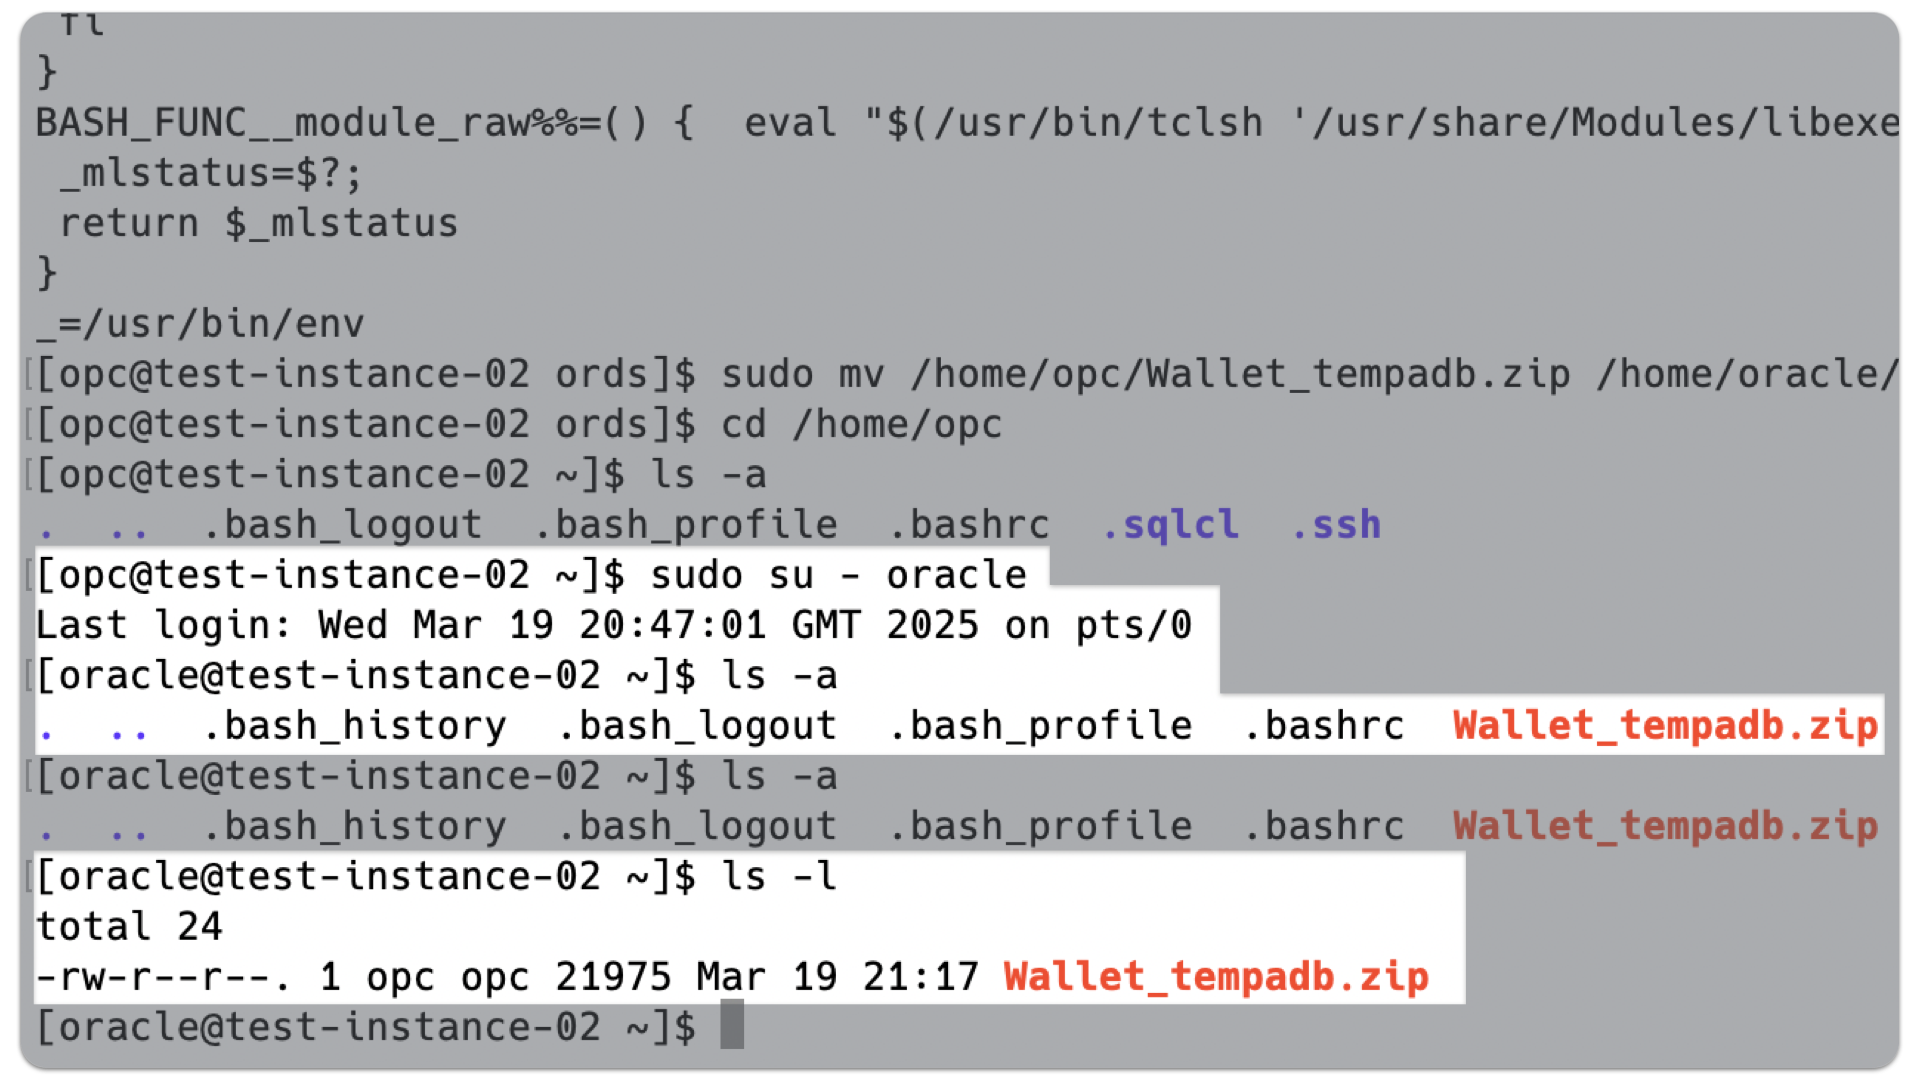 fi
}
BASH_FUNC__module_raw%%=() {  eval "$(/usr/bin/tclsh '/usr/share/Modules/libexe
 _mlstatus=$?;
 return $_mlstatus
}
_=/usr/bin/env
[[opc@test-instance-02 ords]$ sudo mv /home/opc/Wallet_tempadb.zip /home/oracle/
[[opc@test-instance-02 ords]$ cd /home/opc
[[opc@test-instance-02 ~]$ ls -a
.  ..  .bash_logout  .bash_profile  .bashrc  .sqlcl  .ssh
[[opc@test-instance-02 ~]$ sudo su - oracle
Last login: Wed Mar 19 20:47:01 GMT 2025 on pts/0
[[oracle@test-instance-02 ~]$ ls -a
.  ..  .bash_history  .bash_logout  .bash_profile  .bashrc  Wallet_tempadb.zip
[[oracle@test-instance-02 ~]$ ls -a
.  ..  .bash_history  .bash_logout  .bash_profile  .bashrc  Wallet_tempadb.zip
[[oracle@test-instance-02 ~]$ ls -l
total 24
-rw-r--r--. 1 opc opc 21975 Mar 19 21:17 Wallet_tempadb.zip
[oracle@test-instance-02 ~]$